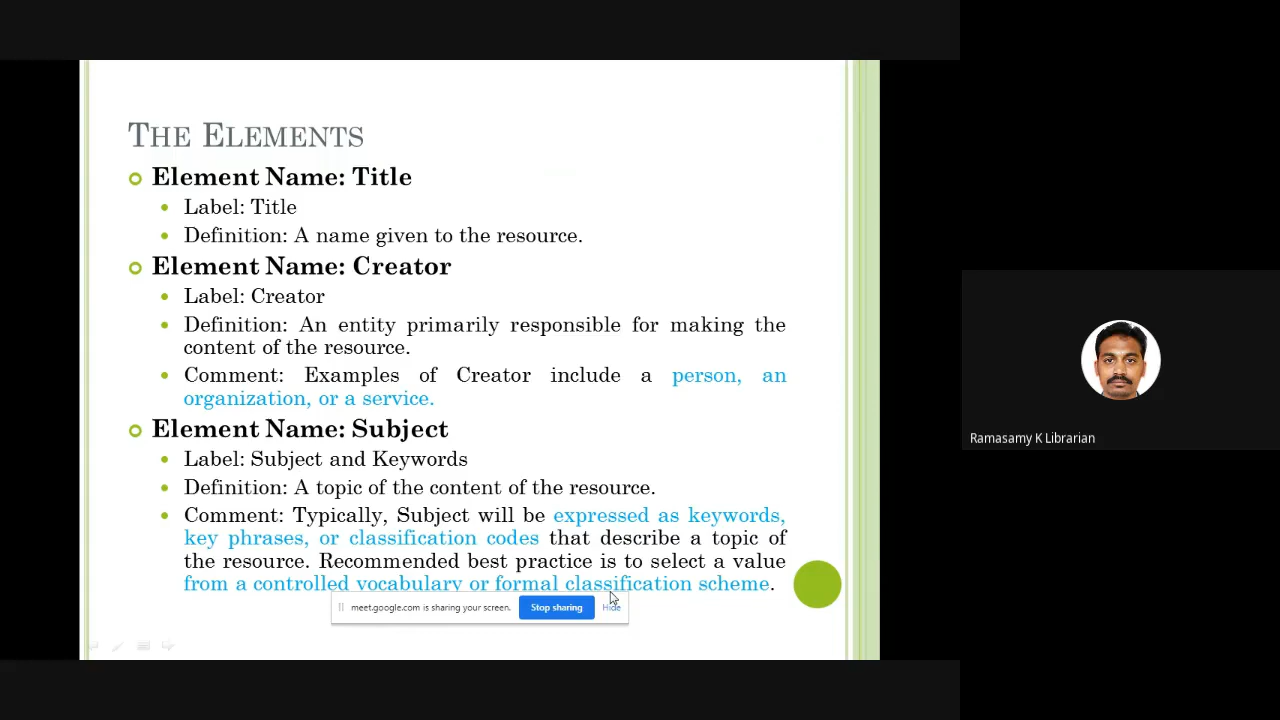 THE ELEMENTS
Element Name: Title
Label: Title
Definition: A name given to the resource.
Element Name: Creator
Label: Creator
Definition: An entity primarily responsible for making the
content of the resource.
Comment: Examples of Creator include a person, an
organization, or a service.
Element Name: Subject
Label: Subject and Keywords
Definition: A topic of the content of the resource.
Comment: Typically, Subject will be expressed as keywords,
key phrases, or classification codes that describe a topic of
the resource. Recommended best practice is to select a value
from a controlled vocabulary or formal classification scheme.
meet.google.com is sharing your screen. Stop sharing Hide
Ramasamy K Librarian